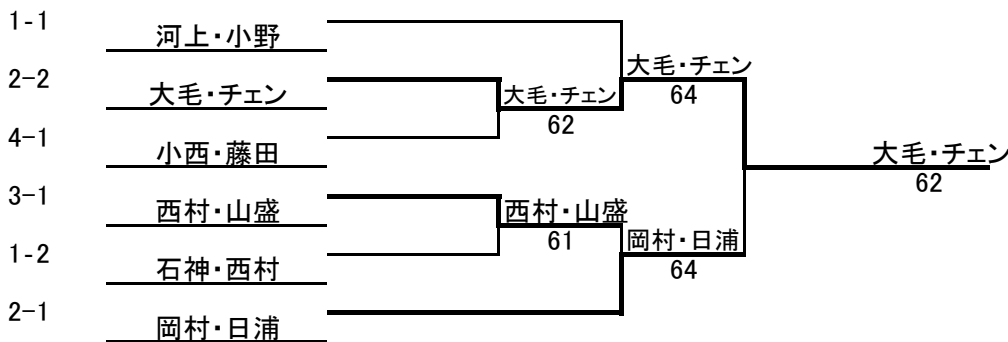 1-1
河上・小野
2-2
大毛・チェン
大毛・チェン
64
大毛・チェン
62
4-1
小西・藤田
大毛・チェン
62
3-1
西村・山盛
西村・山盛
61
1-2
石神・西村
岡村・日浦
64
2-1
岡村・日浦